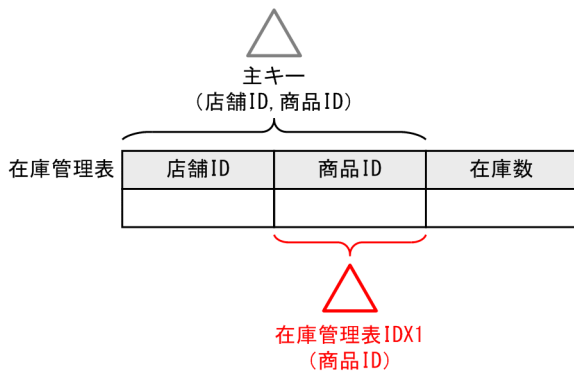 主キー
(店舗ID,商品ID)
在庫管理表 店舗ID 商品ID 在庫数
在庫管理表IDX1
(商品ID)